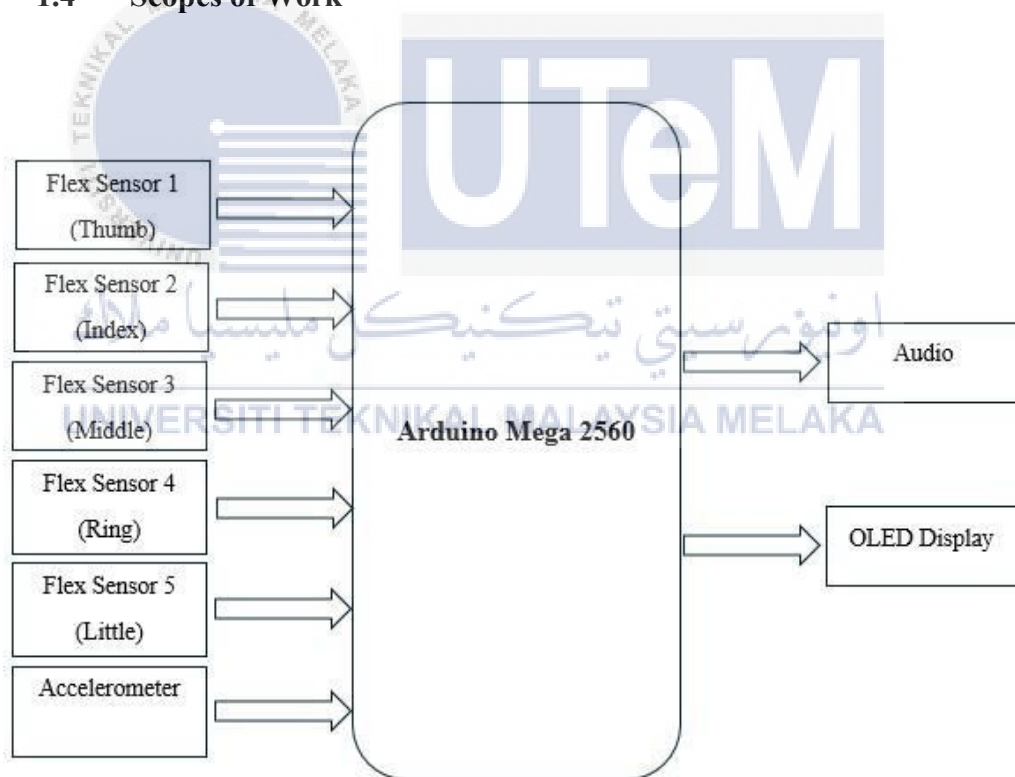 1.4 Scopes of Work
UTeM
Flex Sensor 1
(Thumb)
Flex Sensor 2
(Index)
Flex Sensor 3
(Middle)
Flex Sensor 4
(Ring)
Flex Sensor 5
(Little)
Accelerometer
Arduino Mega 2560
Audio
OLED Display
اونيۏرسيتي تيكنيكل مليسيا ملاك
UNIVERSITI TEKNIKAL MALAYSIA MELAKA